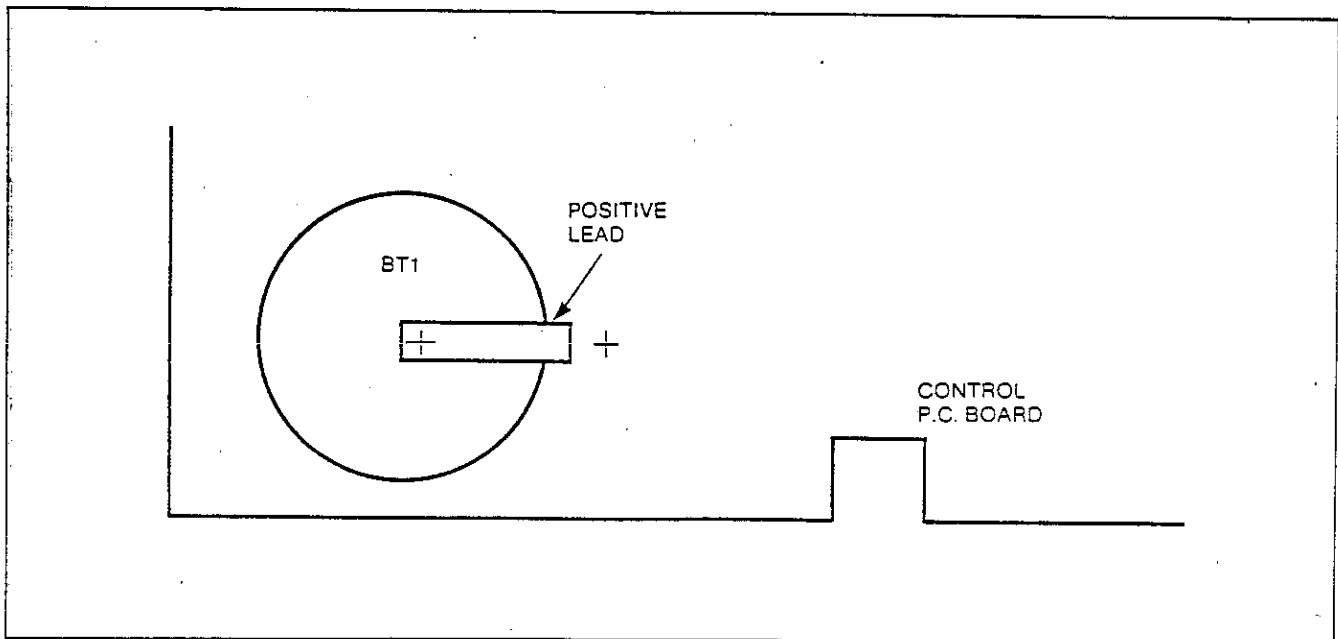 POSITIVE
LEAD
BT1
+
+
CONTROL
P.C. BOARD